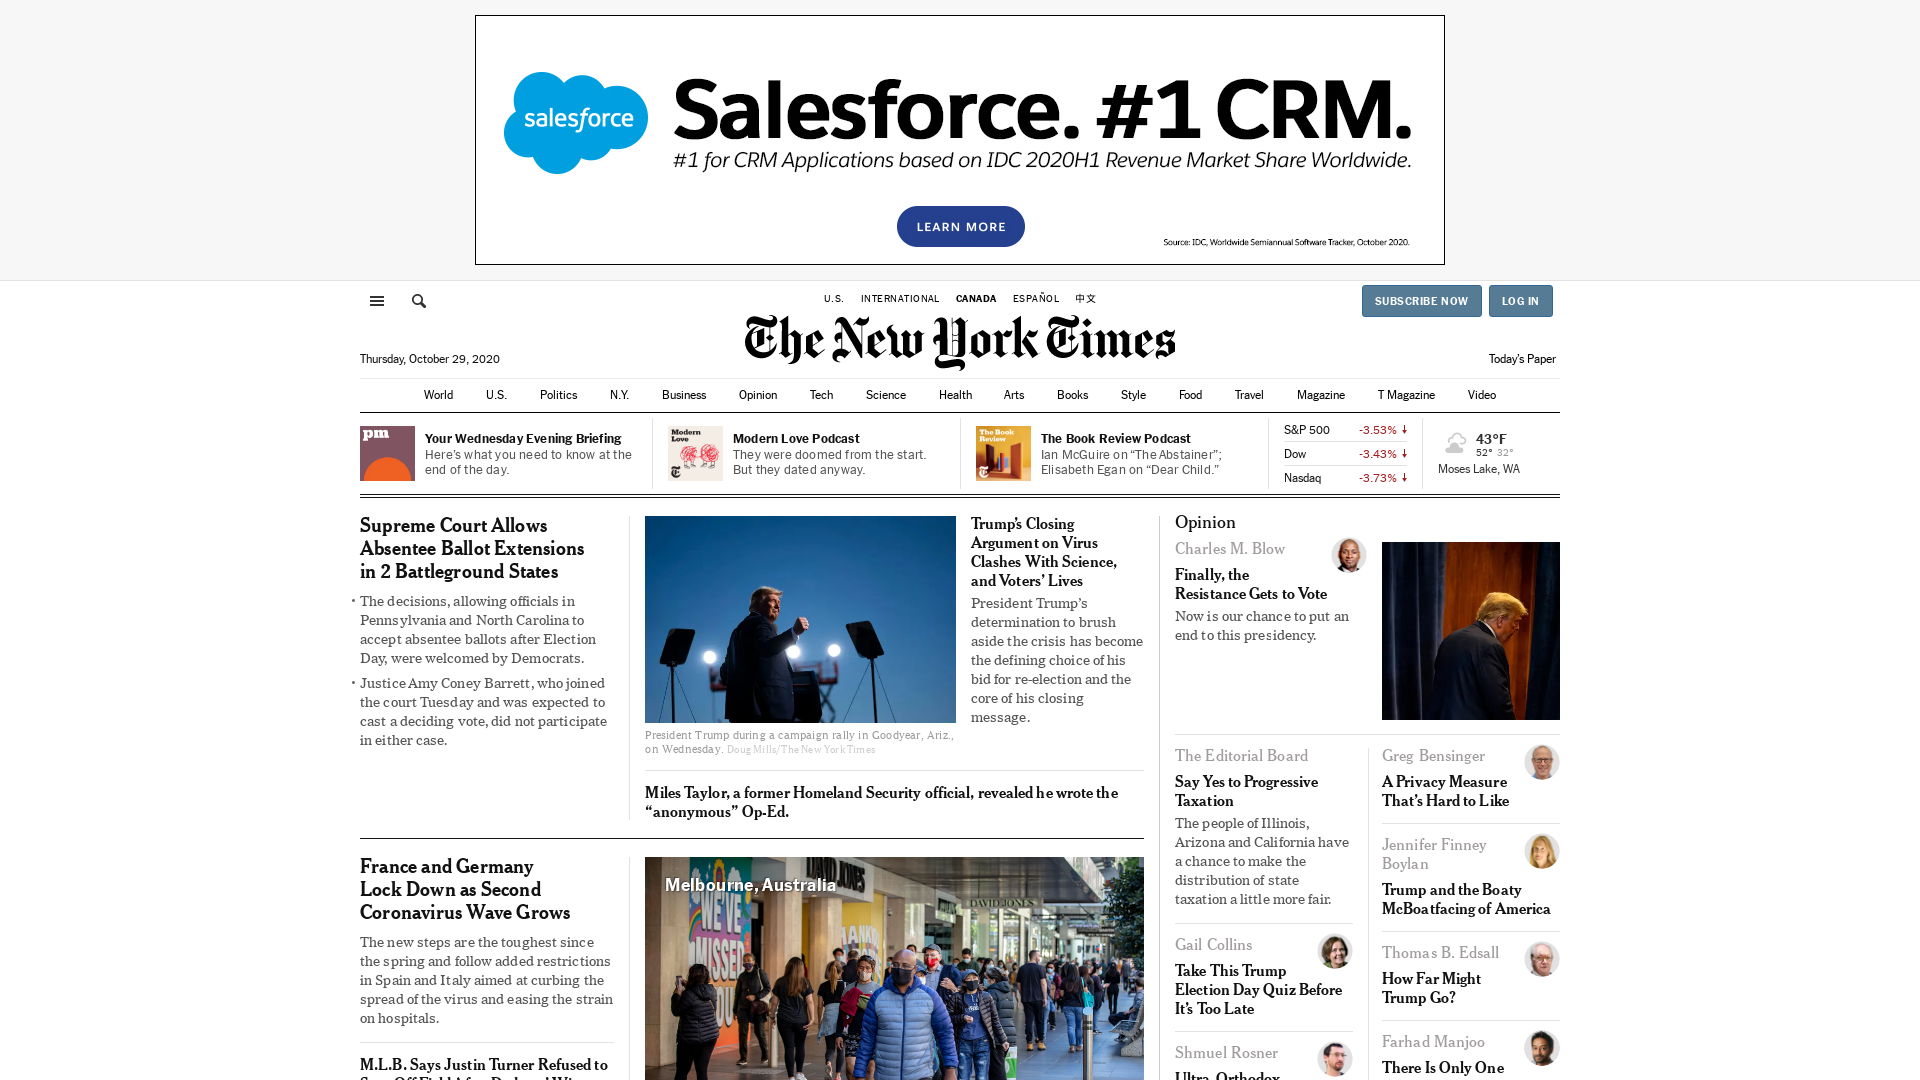 salesforce
Salesforce. #1 CRM.
#1 for CRM Applications based on IDC 2020H1 Revenue Market Share Worldwide.
LEARN MORE
Source: IDC, Worldwide Semiannual Software Tracker, October 2020.
U.S.
INTERNATIONAL
CANADA
ESPAÑOL
中文
SUBSCRIBE NOW
LOG IN
The New York Times
Thursday, October 29, 2020
Today's Paper
World
U.S.
Politics
N.Y.
Business
Opinion
Tech
Science
Health
Arts
Books
Style
Food
Travel
Magazine
T Magazine
Video
pm
Your Wednesday Evening Briefing
Here's what you need to know at the
end of the day.
Modern
Love
Modern Love Podcast
They were doomed from the start.
But they dated anyway.
The Book
Review
The Book Review Podcast
Ian McGuire on “The Abstainer”;
Elisabeth Egan on “Dear Child.”
S&P 500 -3.53%
Dow -3.43%
Nasdaq -3.73%
43°F
52° 32°
Moses Lake, WA
Supreme Court Allows
Absentee Ballot Extensions
in 2 Battleground States
• The decisions, allowing officials in
Pennsylvania and North Carolina to
accept absentee ballots after Election
Day, were welcomed by Democrats.
• Justice Amy Coney Barrett, who joined
the court Tuesday and was expected to
cast a deciding vote, did not participate
in either case.
President Trump during a campaign rally in Goodyear, Ariz.,
on Wednesday. Doug Mills/The New York Times
Trump's Closing
Argument on Virus
Clashes With Science,
and Voters' Lives
President Trump's
determination to brush
aside the crisis has become
the defining choice of his
bid for re-election and the
core of his closing
message.
Miles Taylor, a former Homeland Security official, revealed he wrote the
“anonymous” Op-Ed.
France and Germany
Lock Down as Second
Coronavirus Wave Grows
The new steps are the toughest since
the spring and follow added restrictions
in Spain and Italy aimed at curbing the
spread of the virus and easing the strain
on hospitals.
M.L.B. Says Justin Turner Refused to
Melbourne, Australia
WE'VE
MISSED
YOU
DAVID JONES
Opinion
Charles M. Blow
Finally, the
Resistance Gets to Vote
Now is our chance to put an
end to this presidency.
The Editorial Board
Say Yes to Progressive
Taxation
The people of Illinois,
Arizona and California have
a chance to make the
distribution of state
taxation a little more fair.
Gail Collins
Take This Trump
Election Day Quiz Before
It's Too Late
Shmuel Rosner
Ultra-Orthodox
Greg Bensinger
A Privacy Measure
That's Hard to Like
Jennifer Finney
Boylan
Trump and the Boaty
McBoatfacing of America
Thomas B. Edsall
How Far Might
Trump Go?
Farhad Manjoo
There Is Only One